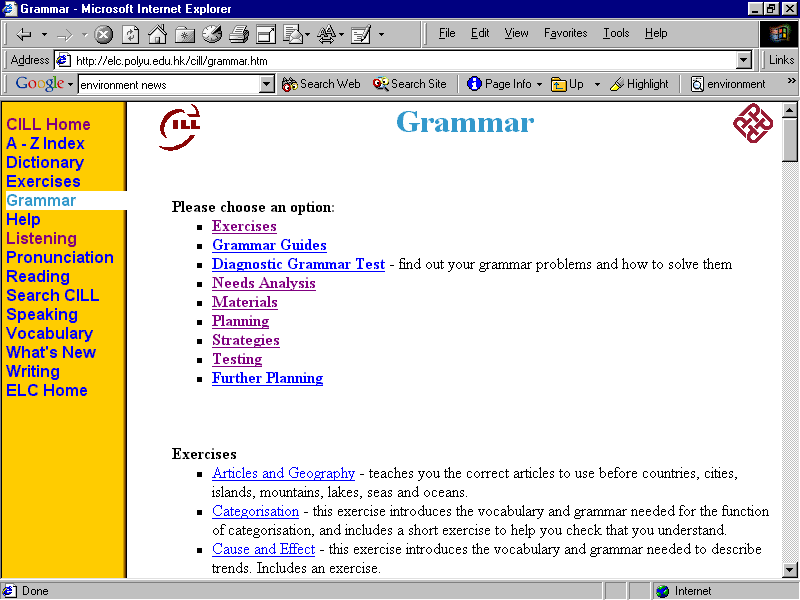 Grammar - Microsoft Internet Explorer
File Edit View Favorites Tools Help
Address http://elc.polyu.edu.hk/cill/grammar.htm Links
Google environment news Search Web Search Site Page Info Up Highlight environment »
CILL Home
A - Z Index
Dictionary
Exercises
Grammar
Help
Listening
Pronunciation
Reading
Search CILL
Speaking
Vocabulary
What's New
Writing
ELC Home
CILL
Grammar
Please choose an option:
Exercises
Grammar Guides
Diagnostic Grammar Test - find out your grammar problems and how to solve them
Needs Analysis
Materials
Planning
Strategies
Testing
Further Planning
Exercises
Articles and Geography - teaches you the correct articles to use before countries, cities,
islands, mountains, lakes, seas and oceans.
Categorisation - this exercise introduces the vocabulary and grammar needed for the function
of categorisation, and includes a short exercise to help you check that you understand.
Cause and Effect - this exercise introduces the vocabulary and grammar needed to describe
trends. Includes an exercise.
Done Internet